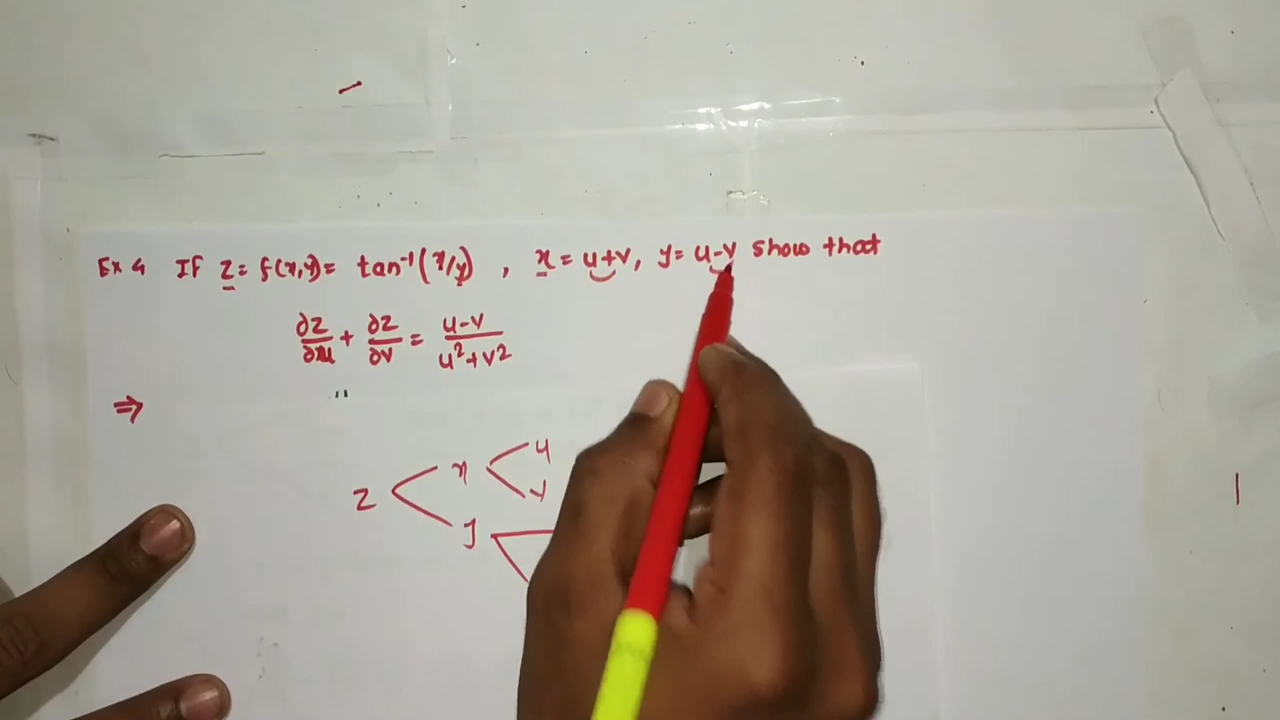 Ex 4 If z = f(x,y) = tan⁻¹(x/y) , x = u+v, y = u-v show that
∂z/∂u + ∂z/∂v = u-v/u²+v²
⇒
z < x < u
v
y